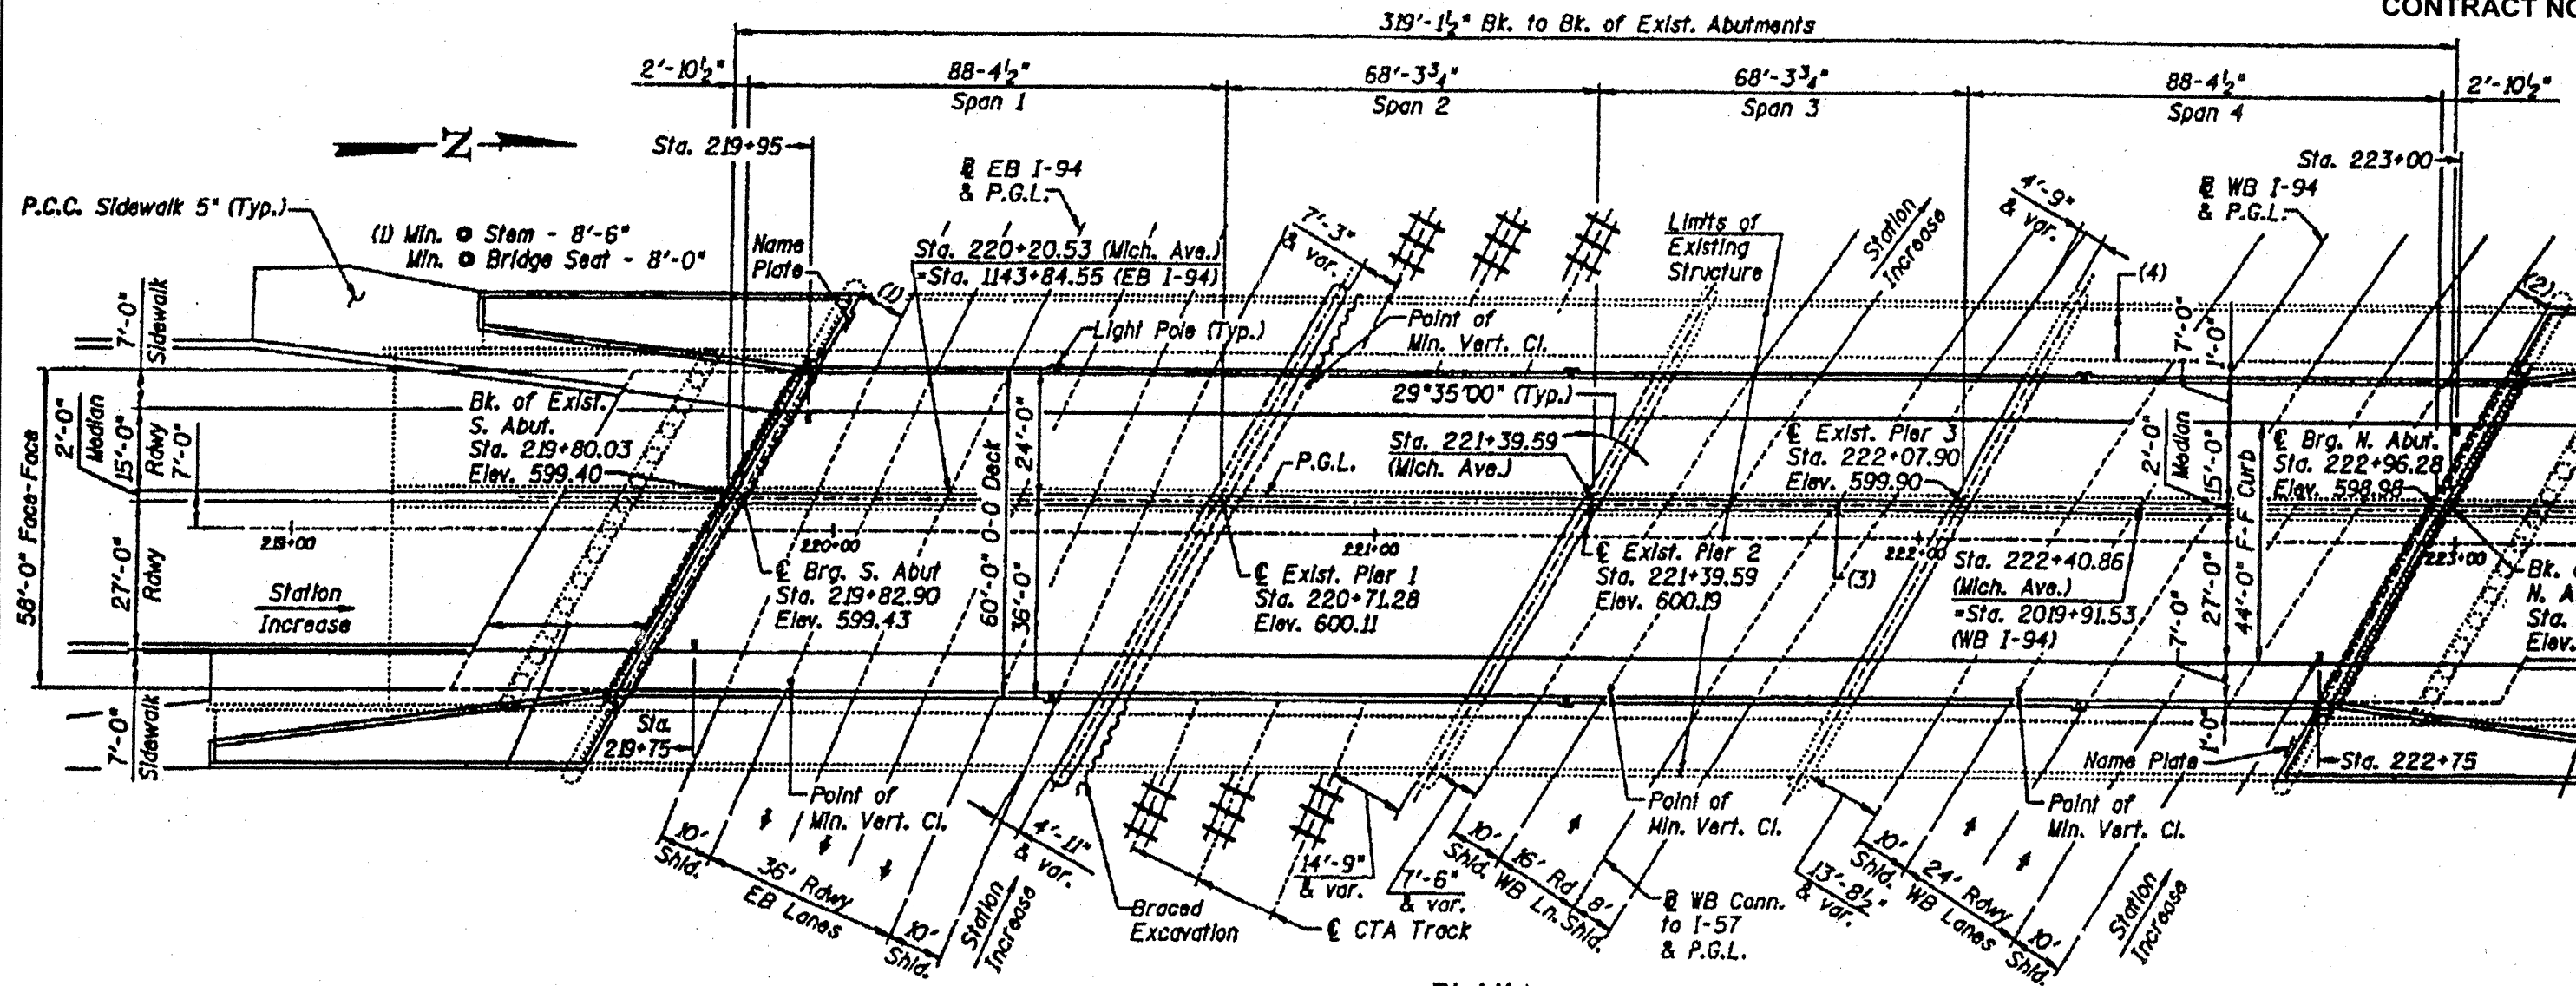 CONTRACT NO
319'-1½" Bk. to Bk. of Exist. Abutments
2'-10½"
88-4½"
Span 1
68'-3¾"
Span 2
68'-3¾"
Span 3
88-4½"
Span 4
2'-10½"
N
Sta. 219+95
℄ EB I-94
& P.G.L.
Sta. 223+00
WB I-94
& P.G.L.
P.C.C. Sidewalk 5" (Typ.)
(1) Min. @ Stem - 8'-6"
Min. @ Bridge Seat - 8'-0"
Name
Plate
Sta. 220+20.53 (Mich. Ave.)
=Sta. 1143+84.55 (EB I-94)
(1)
7'-3"
& var.
Limits of
Existing
Structure
Station
Increase
4'-9"
& var.
(4)
(2)
7'-0"
Sidewalk
Light Pole (Typ.)
Point of
Min. Vert. Cl.
7'-0"
1'-0"
29°35'00" (Typ.)
58'-0" Face-Face
2'-0"
Median
15'-0"
Rdwy
7'-0"
Bk. of Exist.
S. Abut.
Sta. 219+80.03
Elev. 599.40
60'-0" O-O Deck
24'-0"
36'-0"
P.G.L.
Sta. 221+39.59
(Mich. Ave.)
℄ Exist. Pier 3
Sta. 222+07.90
Elev. 599.90
2'-0"
Median
15'-0"
44'-0" F-F Curb
℄ Brg. N. Abut.
Sta. 222+96.28
Elev. 598.98
219+00
220+00
221+00
222+00
223+00
27'-0"
Rdwy
Station
Increase
℄ Brg. S. Abut
Sta. 219+82.90
Elev. 599.43
℄ Exist. Pier 1
Sta. 220+71.28
Elev. 600.11
℄ Exist. Pier 2
Sta. 221+39.59
Elev. 600.19
(3)
Sta. 222+40.86
(Mich. Ave.)
=Sta. 2019+91.53
(WB I-94)
7'-0"
27'-0"
Bk.
N. A
Sta.
Elev.
7'-0"
Sidewalk
Sta.
219+75
1'-0"
Name Plate
Sta. 222+75
Point of
Min. Vert. Cl.
Point of
Min. Vert. Cl.
Point of
Min. Vert. Cl.
10'
Shld.
36' Rdwy
EB Lanes
10'
Shld.
Station
Increase
4'-11"
& var.
Braced
Excavation
℄ CTA Track
14'-9"
& var.
7'-6"
& var.
10'
Shld.
16' Rd
WB Ln.
8'
Shld.
WB Conn.
to I-57
& P.G.L.
13'-8½"
& var.
10'
Shld.
24' Rdwy
WB Lanes
10'
Shld.
Station
Increase